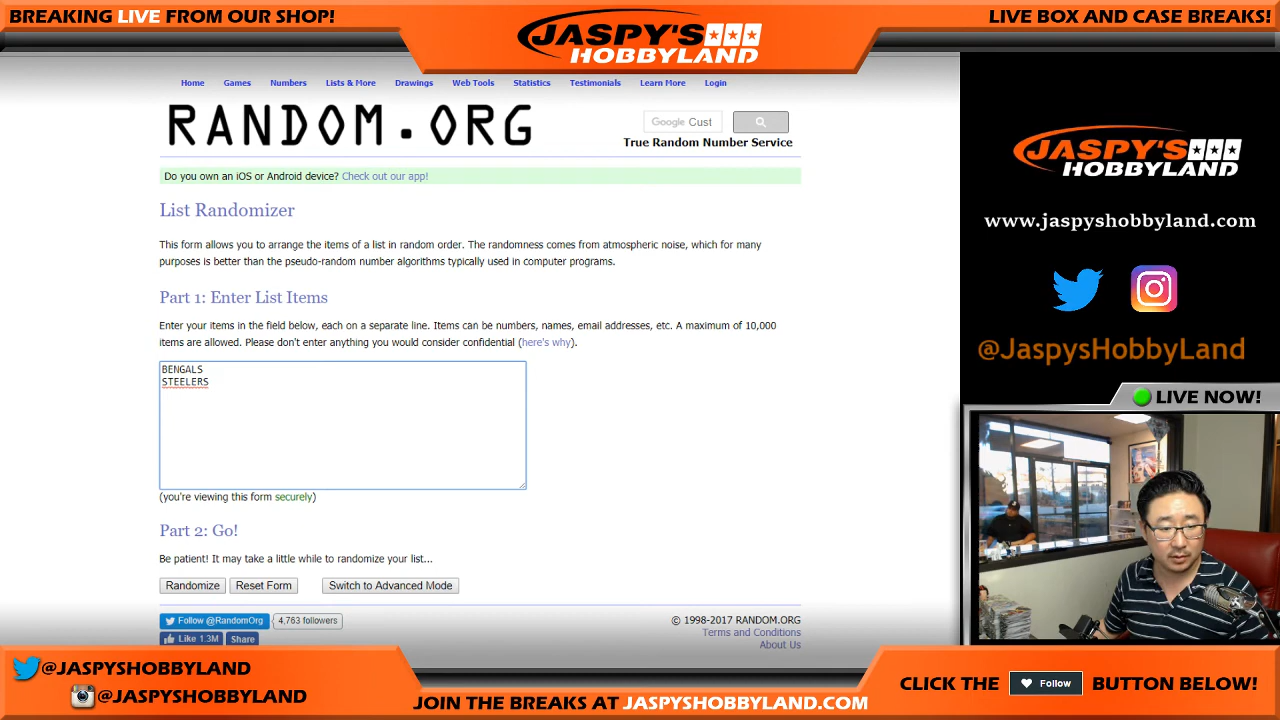 BREAKING LIVE FROM OUR SHOP!
JASPY'S
HOBBYLAND
LIVE BOX AND CASE BREAKS!
Home Games Numbers Lists & More Drawings Web Tools Statistics Testimonials Learn More Login
RANDOM.ORG
Google Cust
True Random Number Service
Do you own an iOS or Android device? Check out our app!
List Randomizer
This form allows you to arrange the items of a list in random order. The randomness comes from atmospheric noise, which for many
purposes is better than the pseudo-random number algorithms typically used in computer programs.
Part 1: Enter List Items
Enter your items in the field below, each on a separate line. Items can be numbers, names, email addresses, etc. A maximum of 10,000
items are allowed. Please don't enter anything you would consider confidential (here's why).
BENGALS
STEELERS
(you're viewing this form securely)
Part 2: Go!
Be patient! It may take a little while to randomize your list...
Randomize Reset Form Switch to Advanced Mode
Follow @RandomOrg 4,763 followers
Like 1.3M Share
© 1998-2017 RANDOM.ORG
Terms and Conditions
About Us
JASPY'S
HOBBYLAND
www.jaspyshobbyland.com
@JaspysHobbyLand
LIVE NOW!
@JASPYSHOBBYLAND
@JASPYSHOBBYLAND
JOIN THE BREAKS AT JASPYSHOBBYLAND.COM
CLICK THE Follow BUTTON BELOW!